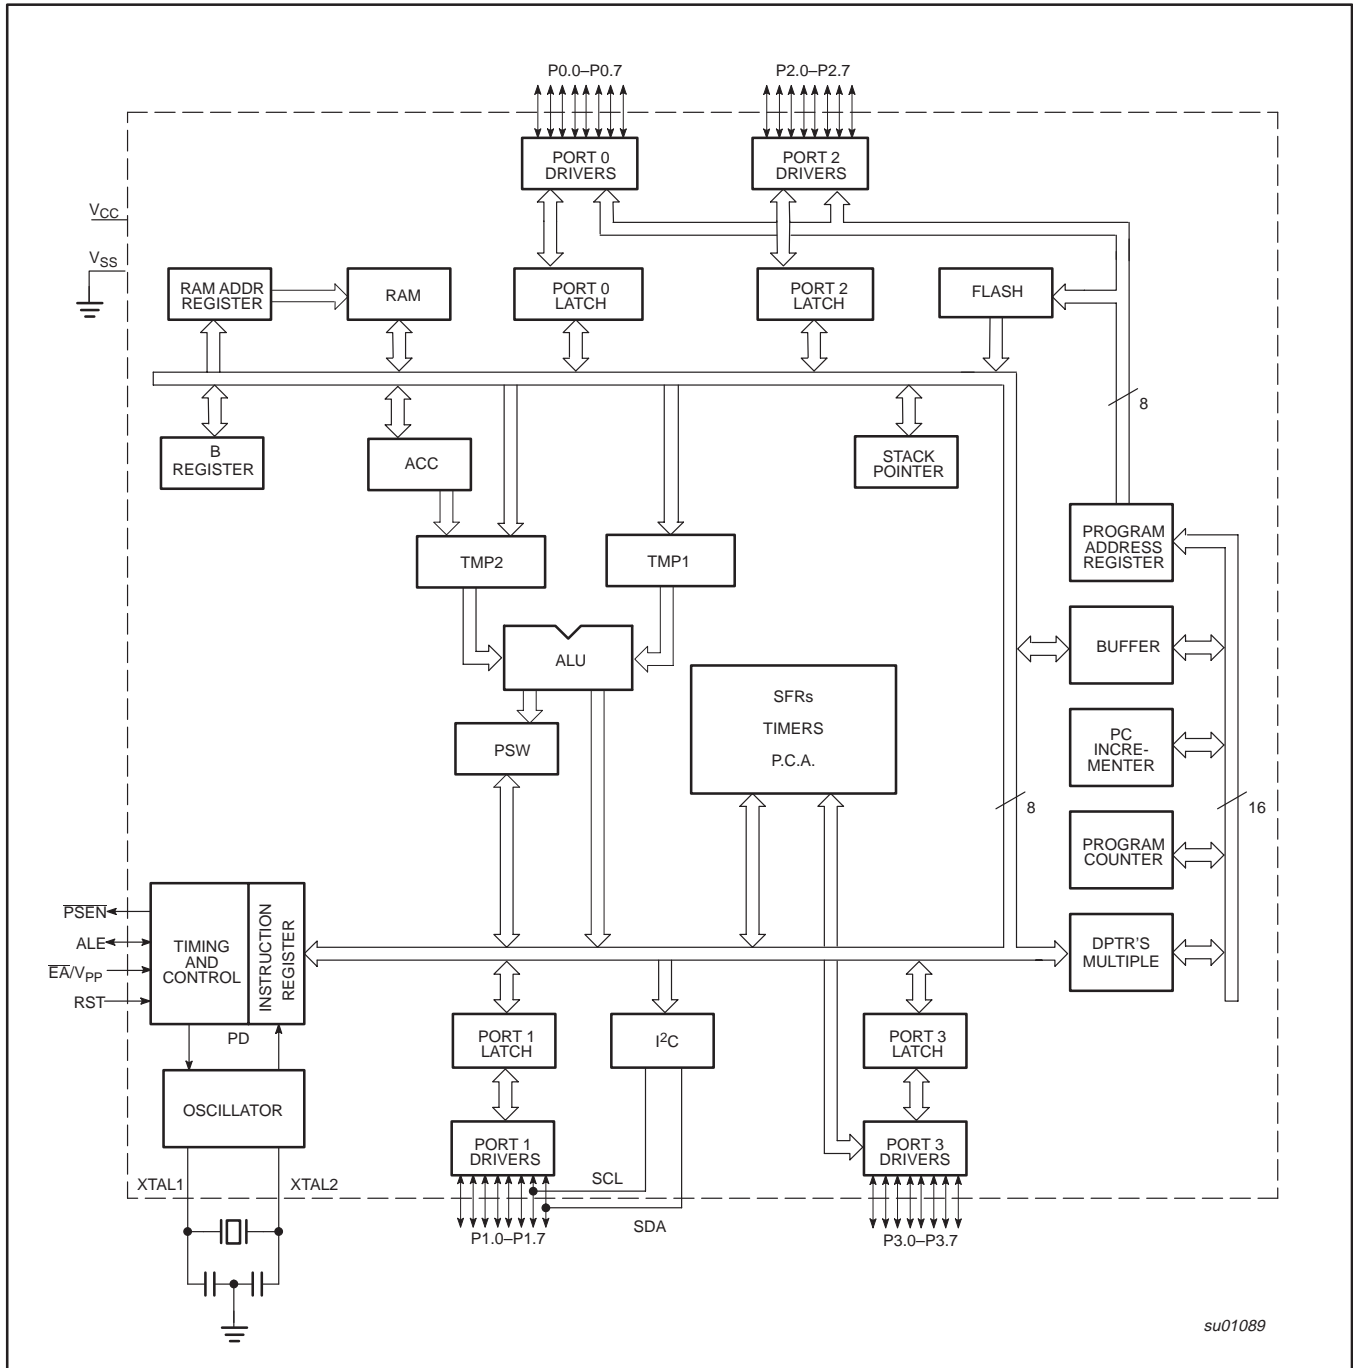 P0.0–P0.7
P2.0–P2.7
PORT 0
DRIVERS
PORT 2
DRIVERS
VCC
VSS
RAM ADDR
REGISTER
RAM
PORT 0
LATCH
PORT 2
LATCH
FLASH
8
B
REGISTER
ACC
STACK
POINTER
PROGRAM
ADDRESS
REGISTER
TMP2
TMP1
BUFFER
ALU
SFRs
TIMERS
P.C.A.
PSW
PC
INCRE-
MENTER
8
16
PROGRAM
COUNTER
PSEN
ALE
EA/VPP
RST
TIMING
AND
CONTROL
INSTRUCTION
REGISTER
DPTR'S
MULTIPLE
PD
PORT 1
LATCH
I²C
PORT 3
LATCH
OSCILLATOR
PORT 1
DRIVERS
PORT 3
DRIVERS
XTAL1
XTAL2
SCL
SDA
P1.0–P1.7
P3.0–P3.7
su01089